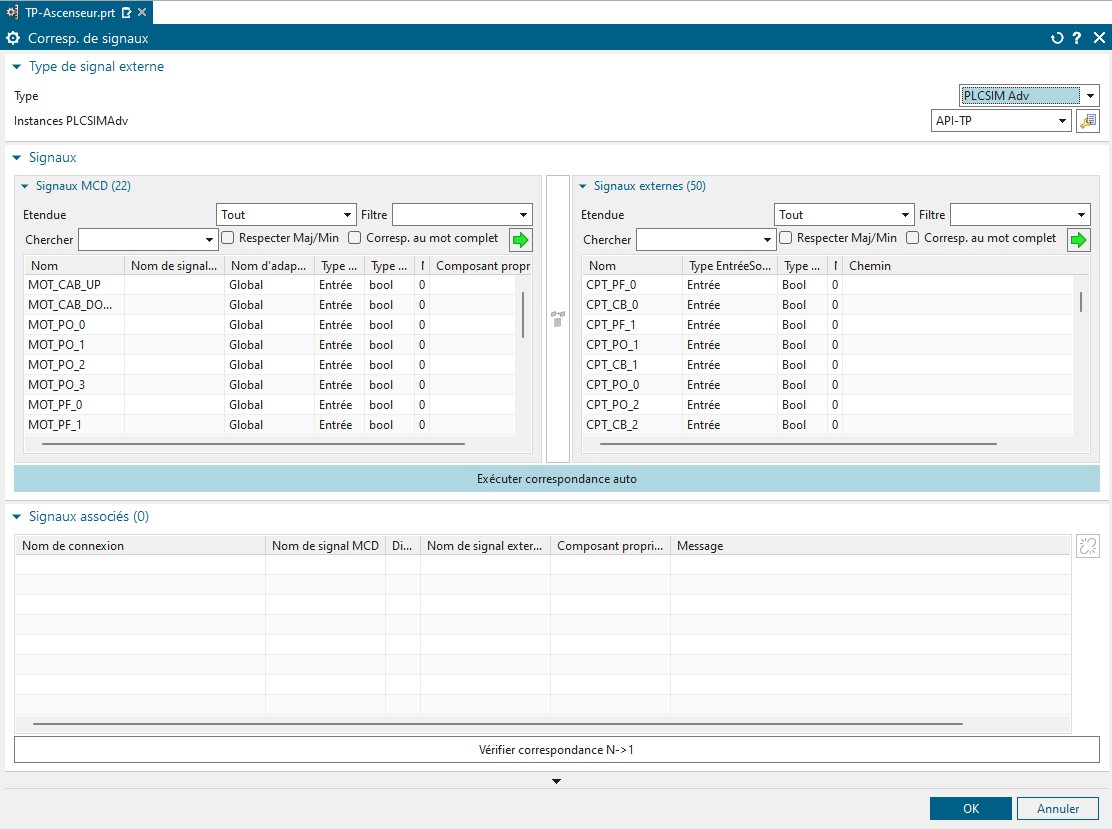 TP-Ascenseur.prt
Corresp. de signaux
Type de signal externe
Type PLCSIM Adv
Instances PLCSIMAdv API-TP
Signaux
Signaux MCD (22)
Etendue Tout Filtre
Chercher Respecter Maj/Min Corresp. au mot complet
Nom Nom de signal... Nom d'adap... Type ... Type ... Composant propr
MOT_CAB_UP Global Entrée bool 0
MOT_CAB_DO... Global Entrée bool 0
MOT_PO_0 Global Entrée bool 0
MOT_PO_1 Global Entrée bool 0
MOT_PO_2 Global Entrée bool 0
MOT_PO_3 Global Entrée bool 0
MOT_PF_0 Global Entrée bool 0
MOT_PF_1 Global Entrée bool 0
Signaux externes (50)
Etendue Tout Filtre
Chercher Respecter Maj/Min Corresp. au mot complet
Nom Type EntréeSo... Type ... Chemin
CPT_PF_0 Entrée Bool 0
CPT_CB_0 Entrée Bool 0
CPT_PF_1 Entrée Bool 0
CPT_PO_1 Entrée Bool 0
CPT_CB_1 Entrée Bool 0
CPT_PO_0 Entrée Bool 0
CPT_PO_2 Entrée Bool 0
CPT_CB_2 Entrée Bool 0
Exécuter correspondance auto
Signaux associés (0)
Nom de connexion Nom de signal MCD Di... Nom de signal exter... Composant propri... Message
Vérifier correspondance N->1
OK Annuler